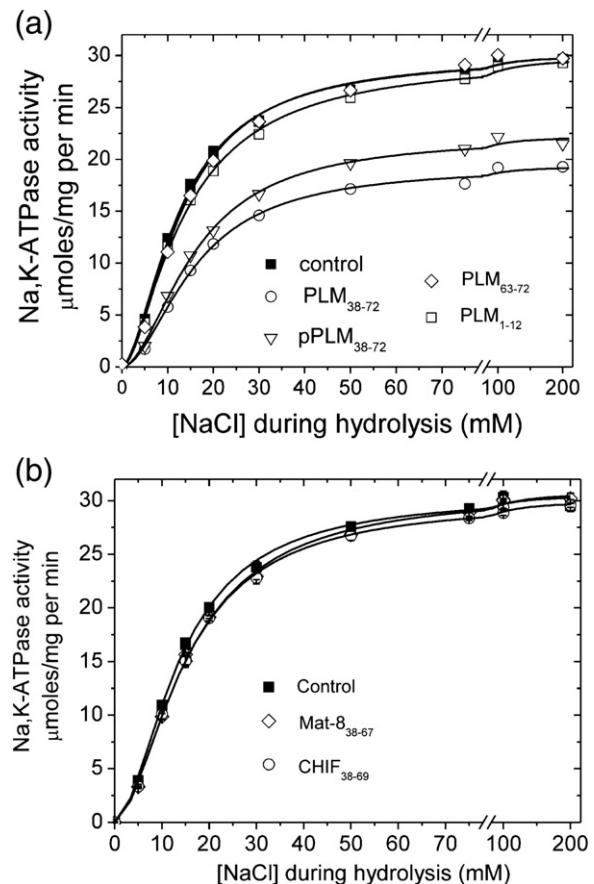 (a)
Na,K-ATPase activity
μmoles/mg per min
30
25
20
15
10
5
0
control
PLM38-72
pPLM38-72
PLM63-72
PLM1-12
0 10 20 30 40 50 60 70 100 200
[NaCl] during hydrolysis (mM)
(b)
Na,K-ATPase activity
μmoles/mg per min
30
25
20
15
10
5
0
Control
Mat-838-67
CHIF38-69
0 10 20 30 40 50 60 70 100 200
[NaCl] during hydrolysis (mM)